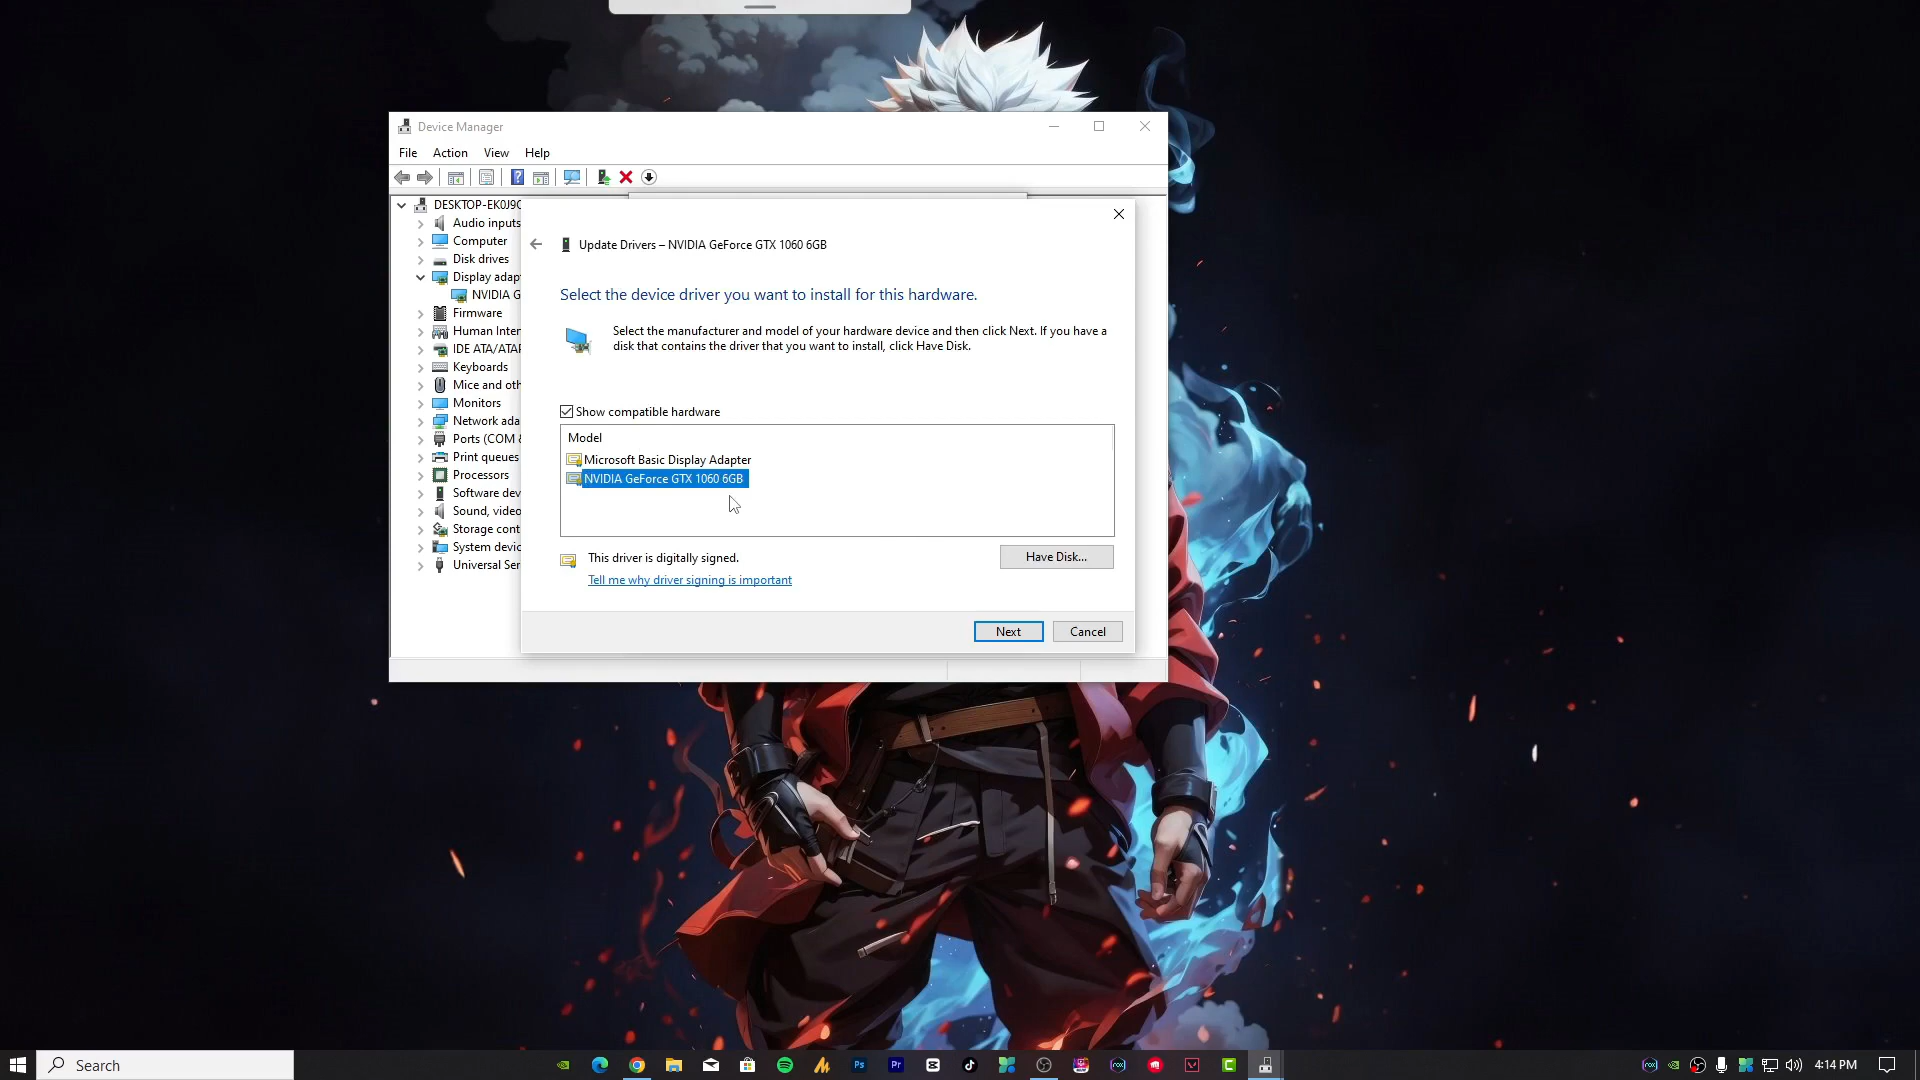 Device Manager
File Action View Help
DESKTOP-EK0J9
Audio inputs
Computer
Disk drives
Display adap
NVIDIA G
Firmware
Human Inter
IDE ATA/ATAP
Keyboards
Mice and oth
Monitors
Network ada
Ports (COM &
Print queues
Processors
Software dev
Sound, video
Storage cont
System devic
Universal Ser
Update Drivers – NVIDIA GeForce GTX 1060 6GB
Select the device driver you want to install for this hardware.
Select the manufacturer and model of your hardware device and then click Next. If you have a
disk that contains the driver that you want to install, click Have Disk.
Show compatible hardware
Model
Microsoft Basic Display Adapter
NVIDIA GeForce GTX 1060 6GB
This driver is digitally signed.
Have Disk...
Tell me why driver signing is important
Next
Cancel
Search
Ps
Pr
4:14 PM